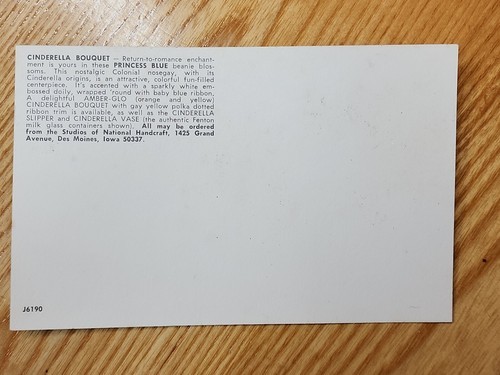 CINDERELLA BOUQUET — Return-to-romance enchant-
ment is yours in these PRINCESS BLUE beanie blos-
soms. This nostalgic Colonial nosegay, with its
Cinderella origins, is an attractive, colorful fun-filled
centerpiece. It's accented with a sparkly white em-
bossed doily, wrapped 'round with baby blue ribbon.
A delightful AMBER-GLO (orange and yellow)
CINDERELLA BOUQUET with gay yellow polka dotted
ribbon trim is available, as well as the CINDERELLA
SLIPPER and CINDERELLA VASE (the authentic Fenton
milk glass containers shown). All may be ordered
from the Studios of National Handcraft, 1425 Grand
Avenue, Des Moines, Iowa 50337.
J6190